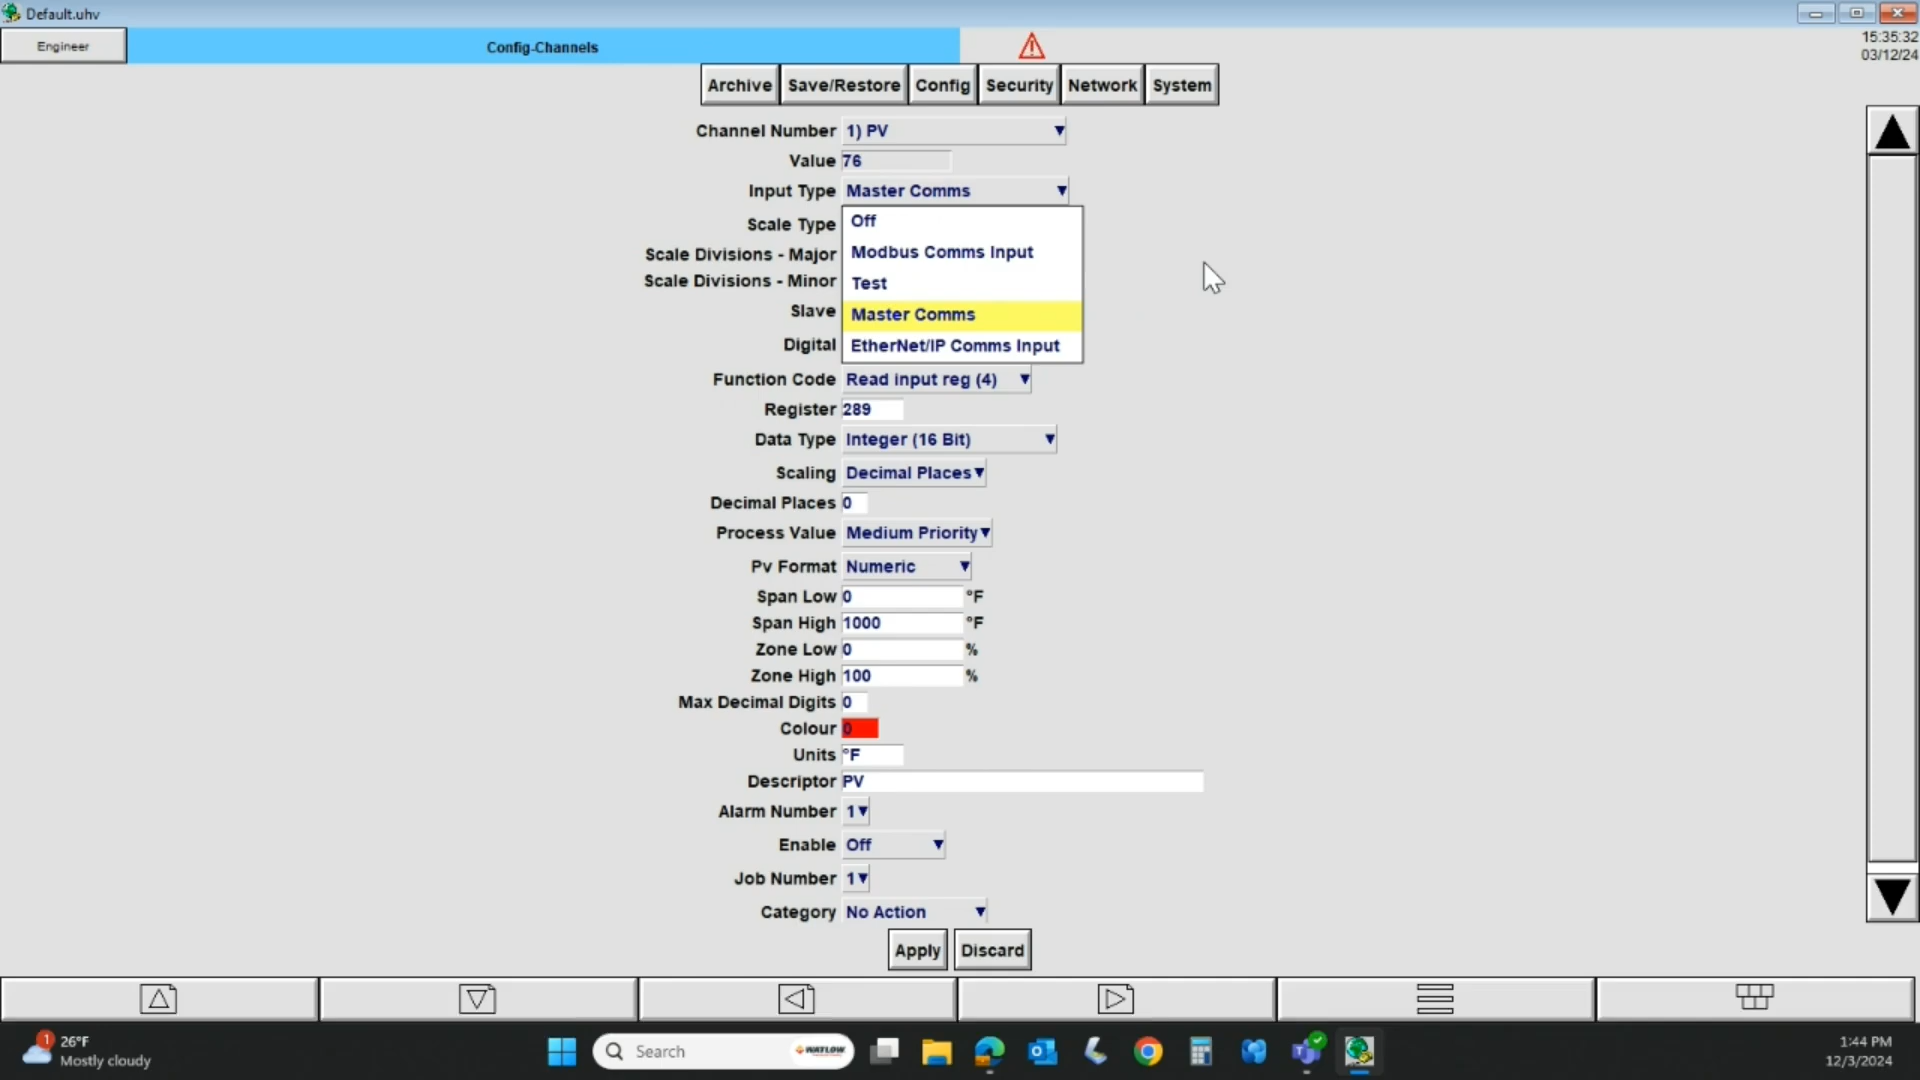 Default.uhv
Engineer
Config-Channels
15:35:32
03/12/24
Archive Save/Restore Config Security Network System
Channel Number 1) PV
Value 76
Input Type Master Comms
Scale Type Off
Scale Divisions - Major Modbus Comms Input
Scale Divisions - Minor Test
Slave Master Comms
Digital EtherNet/IP Comms Input
Function Code Read input reg (4)
Register 289
Data Type Integer (16 Bit)
Scaling Decimal Places
Decimal Places 0
Process Value Medium Priority
Pv Format Numeric
Span Low 0 °F
Span High 1000 °F
Zone Low 0 %
Zone High 100 %
Max Decimal Digits 0
Colour 0
Units °F
Descriptor PV
Alarm Number 1
Enable Off
Job Number 1
Category No Action
Apply Discard
1
26°F
Mostly cloudy
Search WATLOW
1:44 PM
12/3/2024